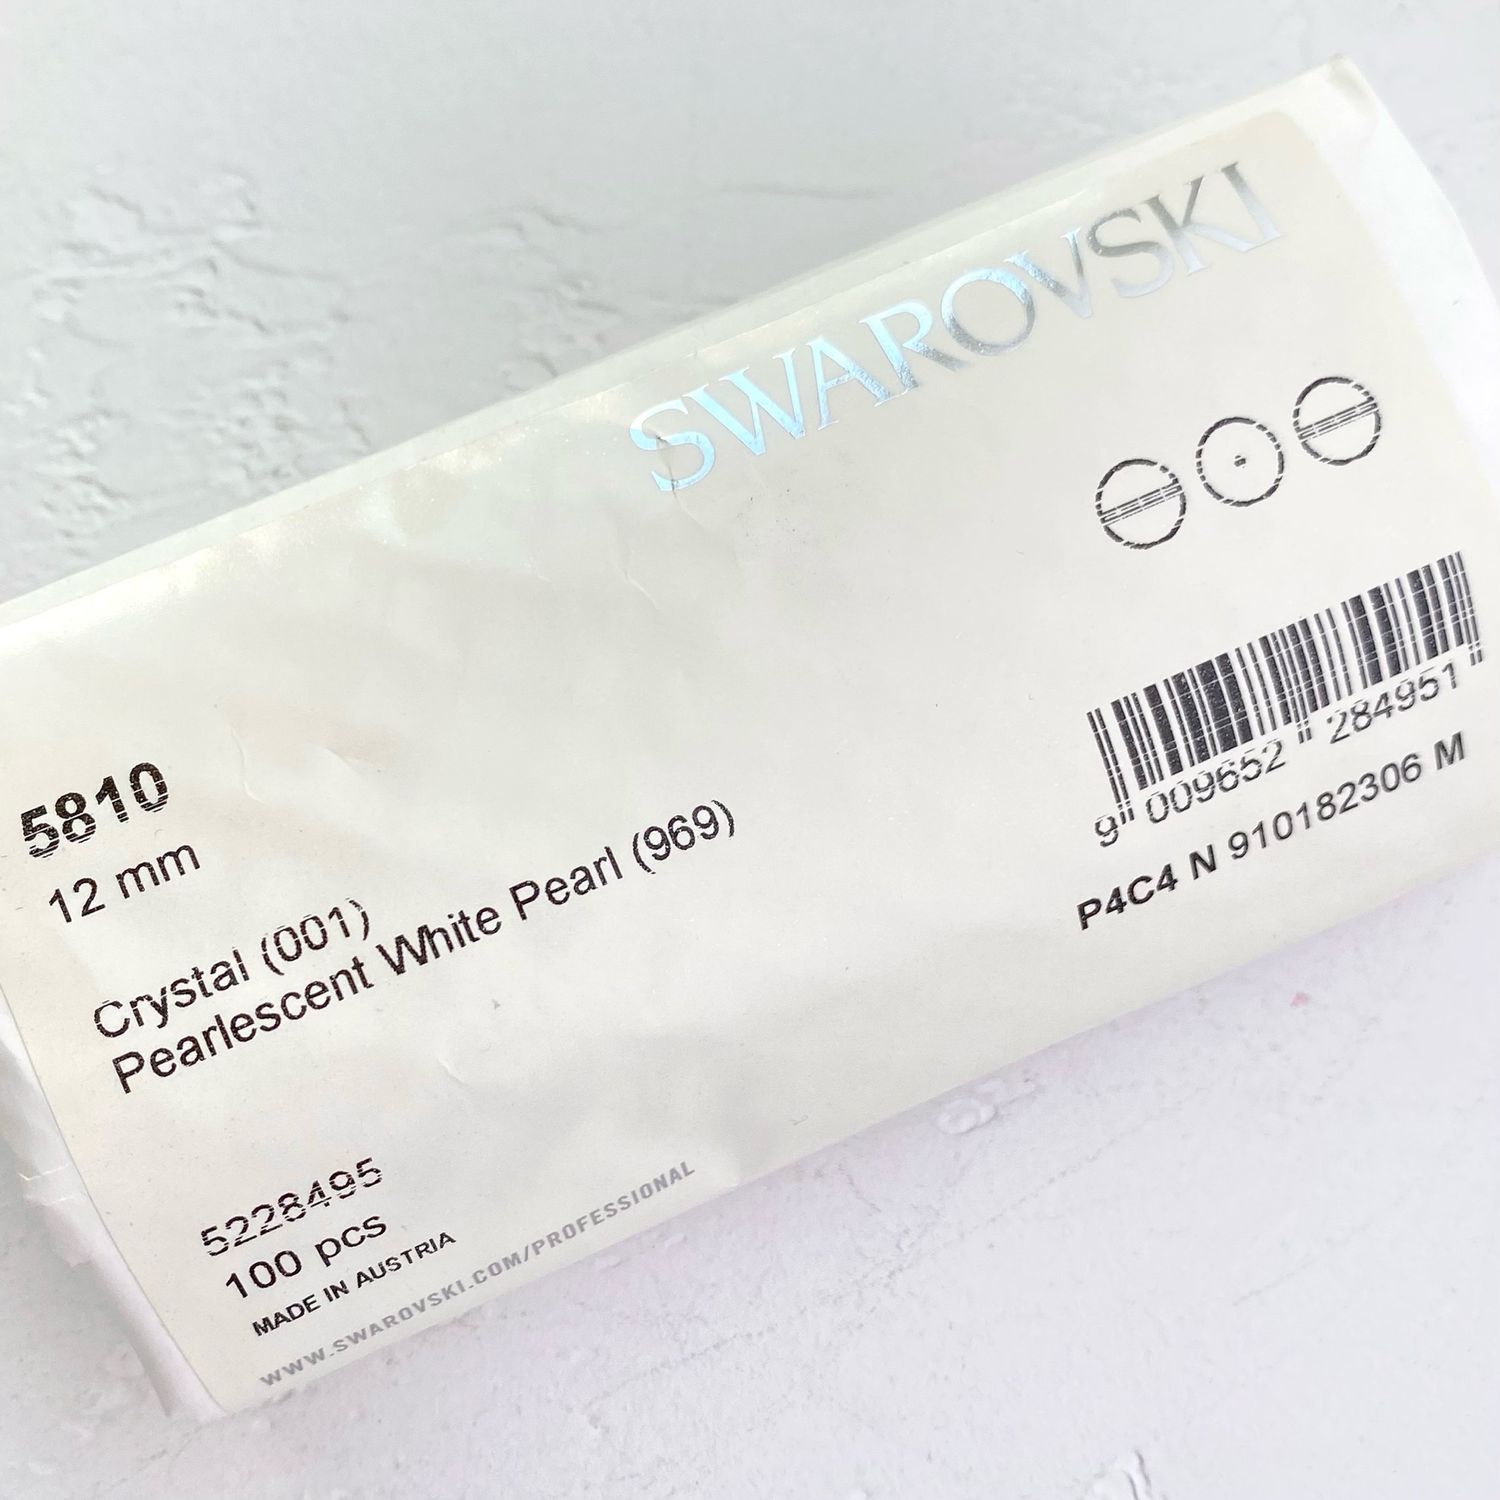 SWAROVSKI
9 009652 284951
P4C4 N 910182306 M
5810
12 mm
Crystal (001)
Pearlescent White Pearl (969)
5228495
100 pcs
MADE IN AUSTRIA
WWW.SWAROVSKI.COM/PROFESSIONAL